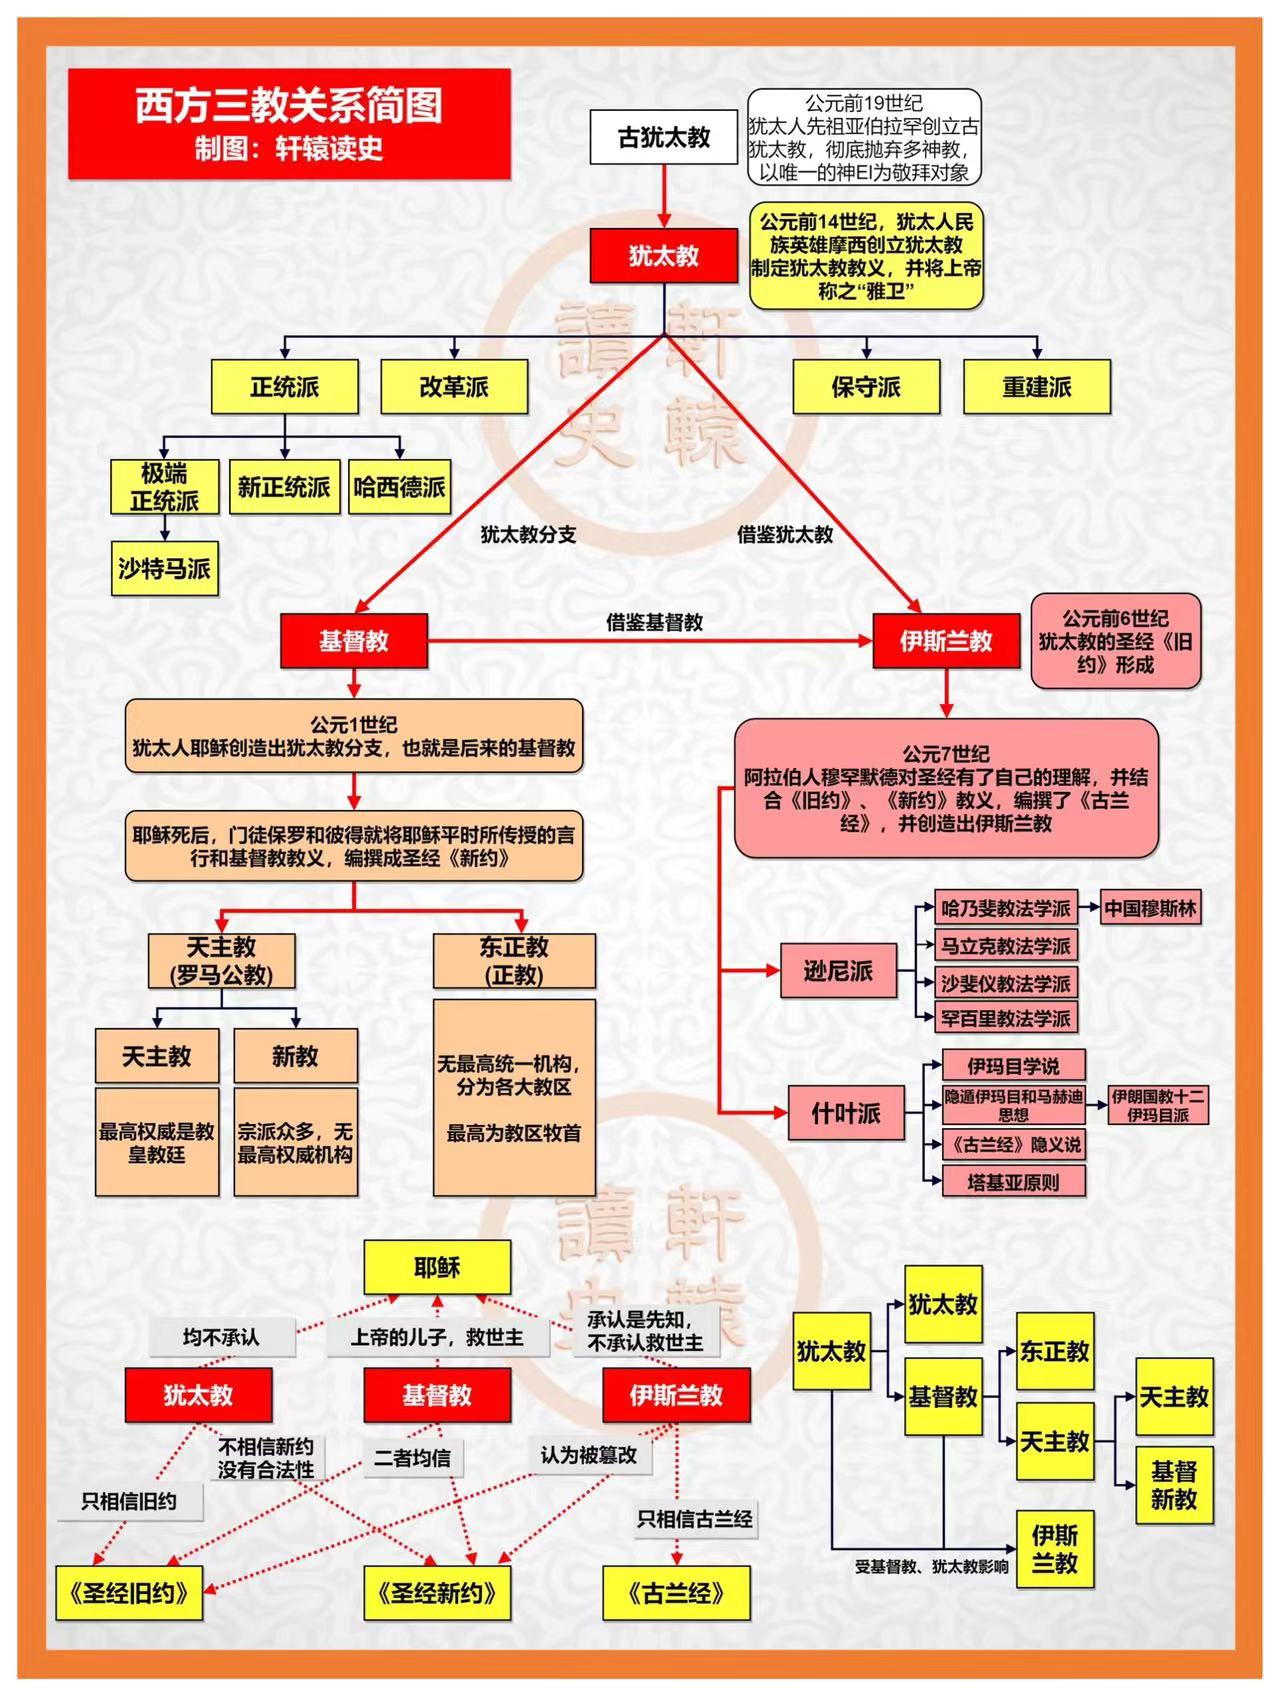 西方三教关系简图
制图：轩辕读史
古犹太教
公元前19世纪
犹太人先祖亚伯拉罕创立古
犹太教，彻底抛弃多神教，
以唯一的神El为敬拜对象
犹太教
公元前14世纪，犹太人民
族英雄摩西创立犹太教
制定犹太教教义，并将上帝
称之“雅卫”
讀 軒
史 轅
正统派
改革派
保守派
重建派
极端
正统派
新正统派
哈西德派
沙特马派
犹太教分支
借鉴犹太教
基督教
借鉴基督教
伊斯兰教
公元前6世纪
犹太教的圣经《旧
约》形成
公元1世纪
犹太人耶稣创造出犹太教分支，也就是后来的基督教
耶稣死后，门徒保罗和彼得就将耶稣平时所传授的言
行和基督教教义，编撰成圣经《新约》
公元7世纪
阿拉伯人穆罕默德对圣经有了自己的理解，并结
合《旧约》、《新约》教义，编撰了《古兰
经》，并创造出伊斯兰教
天主教
(罗马公教)
东正教
(正教)
天主教
新教
最高权威是教
皇教廷
宗派众多，无
最高权威机构
无最高统一机构，
分为各大教区
最高为教区牧首
逊尼派
哈乃斐教法学派
中国穆斯林
马立克教法学派
沙斐仪教法学派
罕百里教法学派
什叶派
伊玛目学说
隐遁伊玛目和马赫迪
思想
伊朗国教十二
伊玛目派
《古兰经》隐义说
塔基亚原则
讀 軒
史 轅
耶稣
均不承认
上帝的儿子，救世主
承认是先知，
不承认救世主
犹太教
基督教
伊斯兰教
不相信新约
没有合法性
二者均信
认为被篡改
只相信旧约
只相信古兰经
《圣经旧约》
《圣经新约》
《古兰经》
犹太教
犹太教
基督教
东正教
天主教
天主教
基督
新教
伊斯
兰教
受基督教、犹太教影响